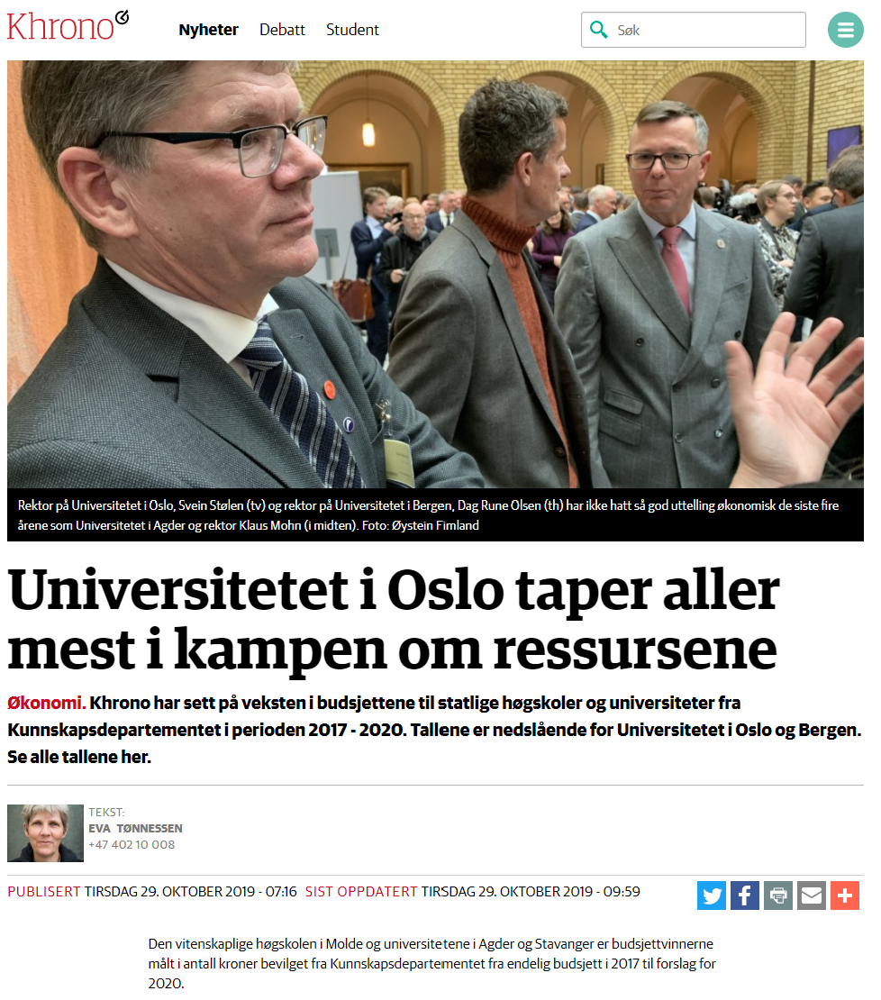 Khrono
Nyheter Debatt Student
Søk
Rektor på Universitetet i Oslo, Svein Stølen (tv) og rektor på Universitetet i Bergen, Dag Rune Olsen (th) har ikke hatt så god uttelling økonomisk de siste fire
årene som Universitetet i Agder og rektor Klaus Mohn (i midten). Foto: Øystein Fimland
Universitetet i Oslo taper aller
mest i kampen om ressursene
Økonomi. Khrono har sett på veksten i budsjettene til statlige høgskoler og universiteter fra
Kunnskapsdepartementet i perioden 2017 - 2020. Tallene er nedslående for Universitetet i Oslo og Bergen.
Se alle tallene her.
TEKST:
EVA TØNNESSEN
+47 402 10 008
PUBLISERT TIRSDAG 29. OKTOBER 2019 - 07:16 SIST OPPDATERT TIRSDAG 29. OKTOBER 2019 - 09:59
Den vitenskaplige høgskolen i Molde og universitetene i Agder og Stavanger er budsjettvinnerne
målt i antall kroner bevilget fra Kunnskapsdepartementet fra endelig budsjett i 2017 til forslag for
2020.